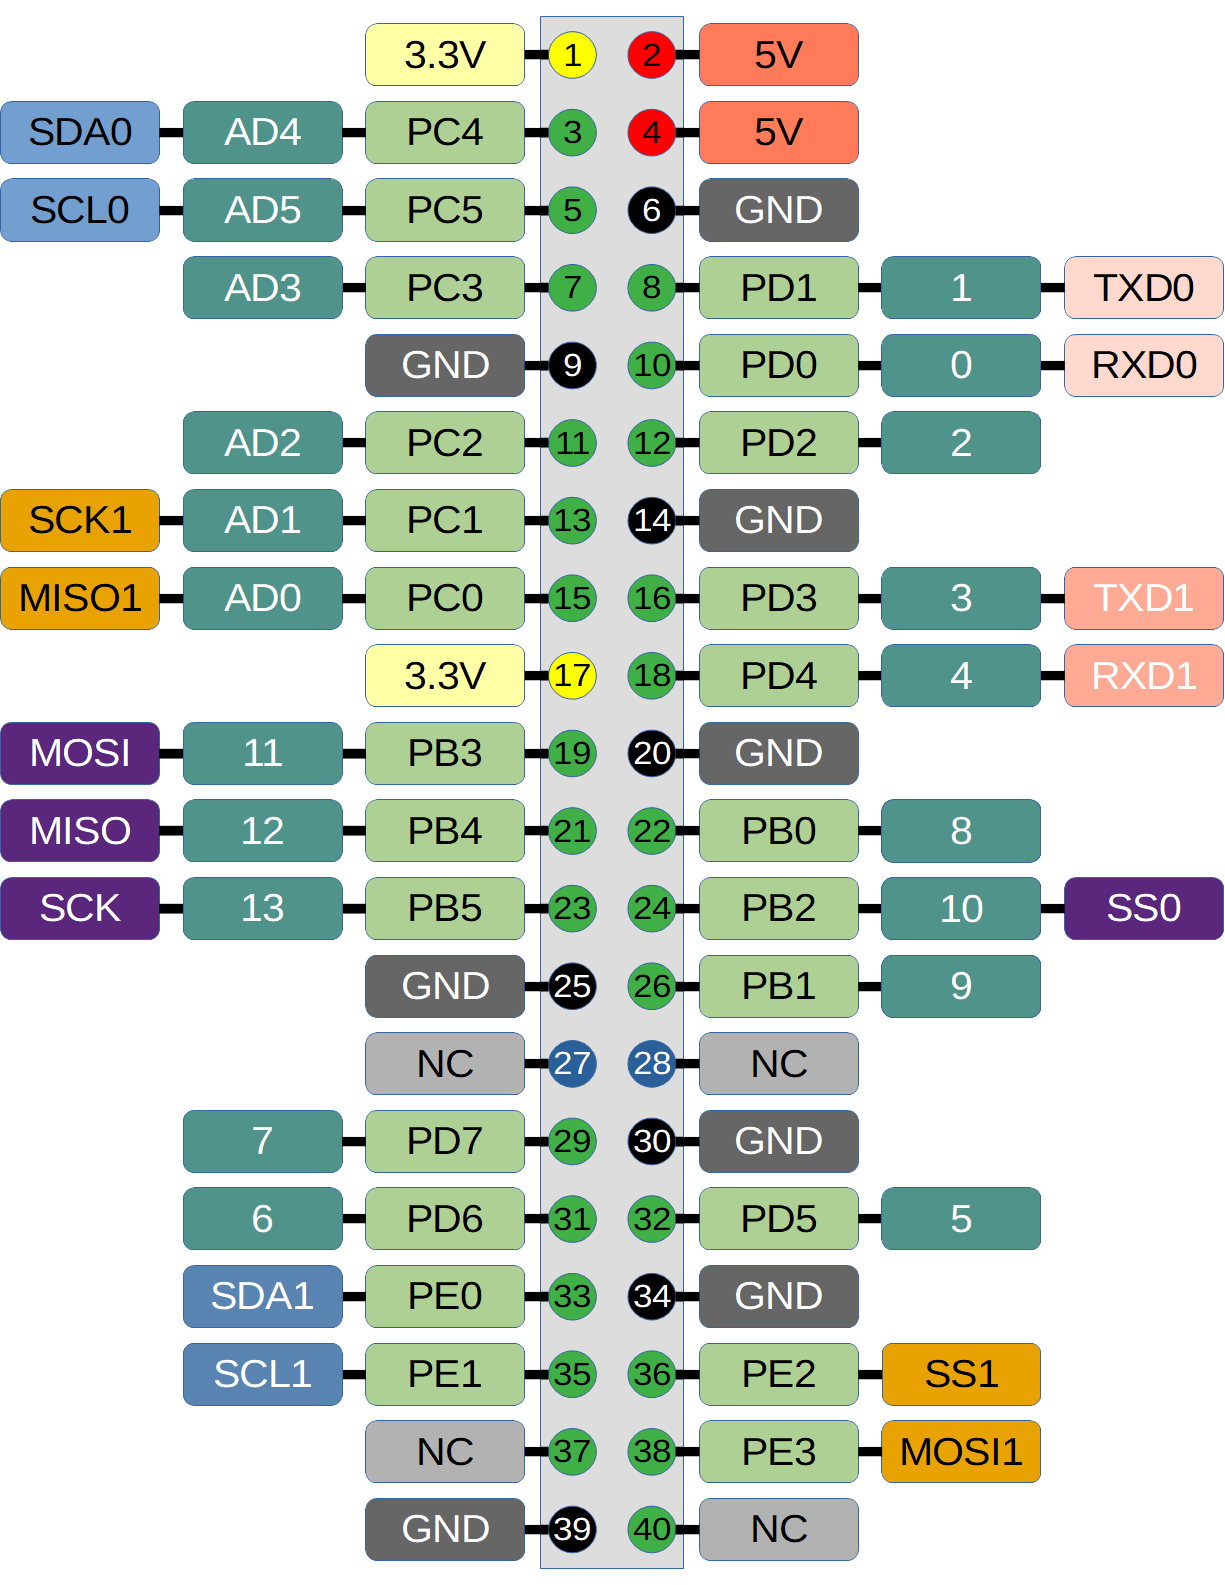 3.3V 1 2 5V
SDA0 AD4 PC4 3 4 5V
SCL0 AD5 PC5 5 6 GND
AD3 PC3 7 8 PD1 1 TXD0
GND 9 10 PD0 0 RXD0
AD2 PC2 11 12 PD2 2
SCK1 AD1 PC1 13 14 GND
MISO1 AD0 PC0 15 16 PD3 3 TXD1
3.3V 17 18 PD4 4 RXD1
MOSI 11 PB3 19 20 GND
MISO 12 PB4 21 22 PB0 8
SCK 13 PB5 23 24 PB2 10 SS0
GND 25 26 PB1 9
NC 27 28 NC
7 PD7 29 30 GND
6 PD6 31 32 PD5 5
SDA1 PE0 33 34 GND
SCL1 PE1 35 36 PE2 SS1
NC 37 38 PE3 MOSI1
GND 39 40 NC